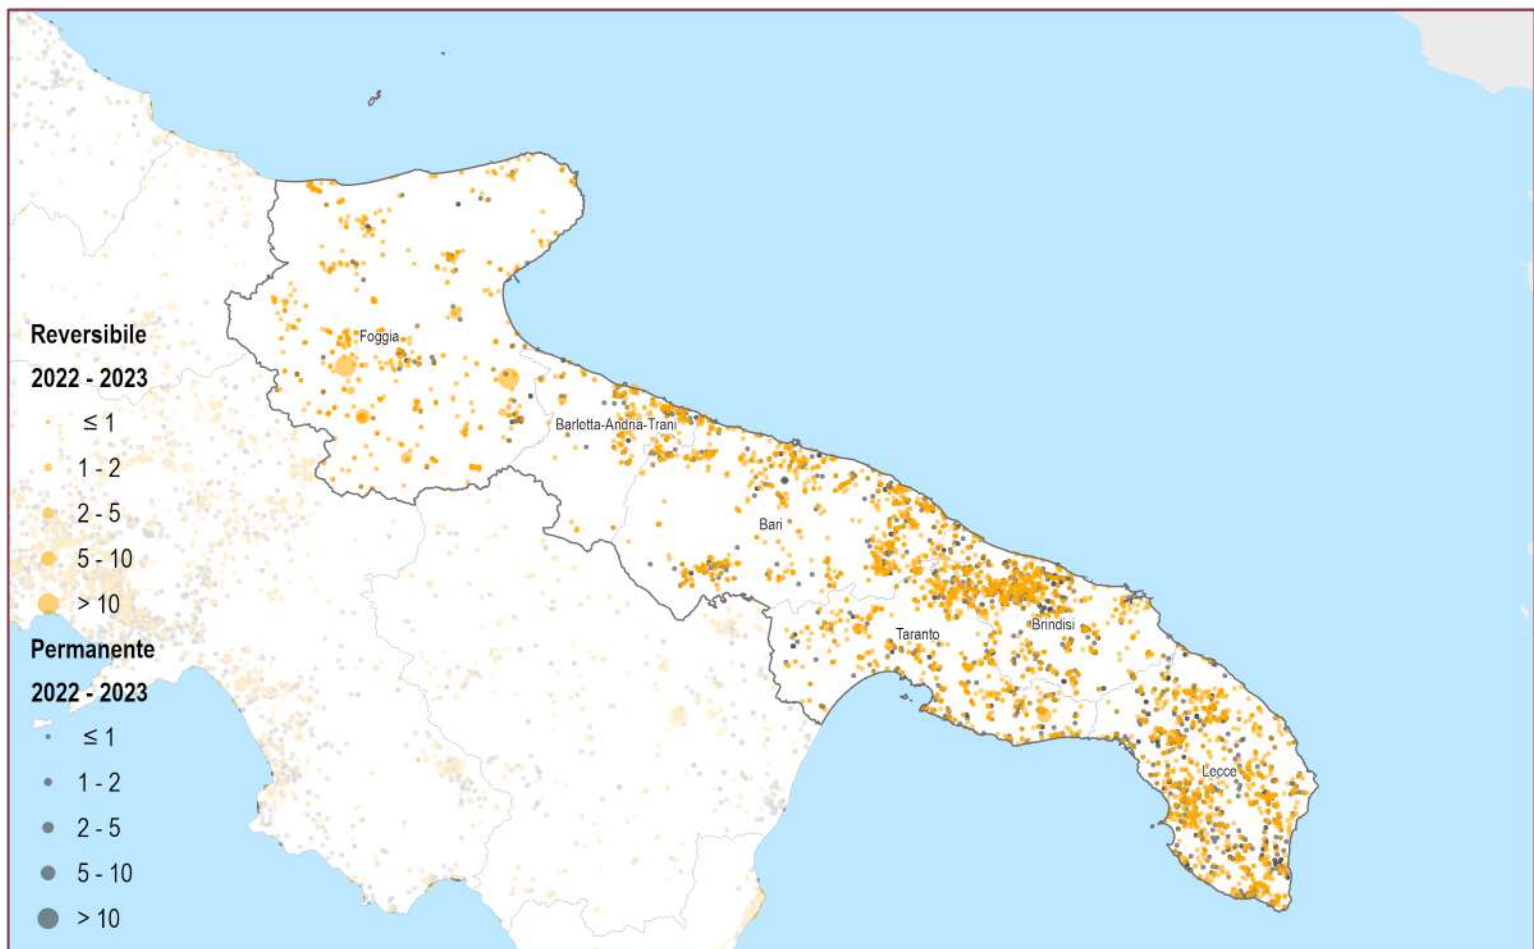 Reversibile
2022 - 2023
≤ 1
1 - 2
2 - 5
5 - 10
> 10
Permanente
2022 - 2023
≤ 1
1 - 2
2 - 5
5 - 10
> 10
Foggia
Barletta-Andria-Trani
Bari
Taranto
Brindisi
Lecce